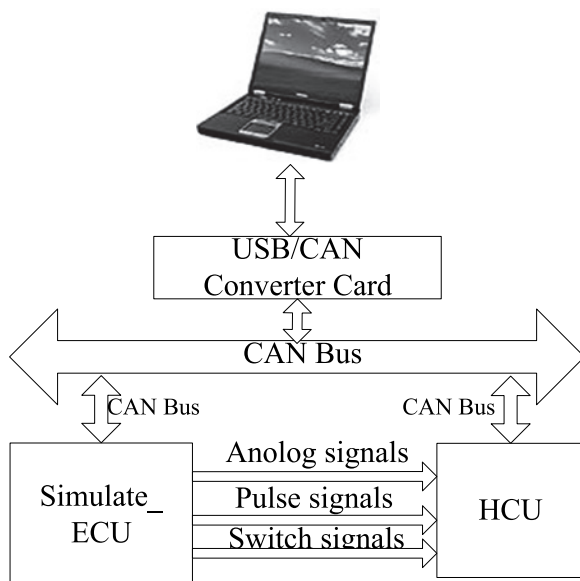 USB/CAN
Converter Card
CAN Bus
CAN Bus
CAN Bus
Simulate_
ECU
Anolog signals
Pulse signals
Switch signals
HCU